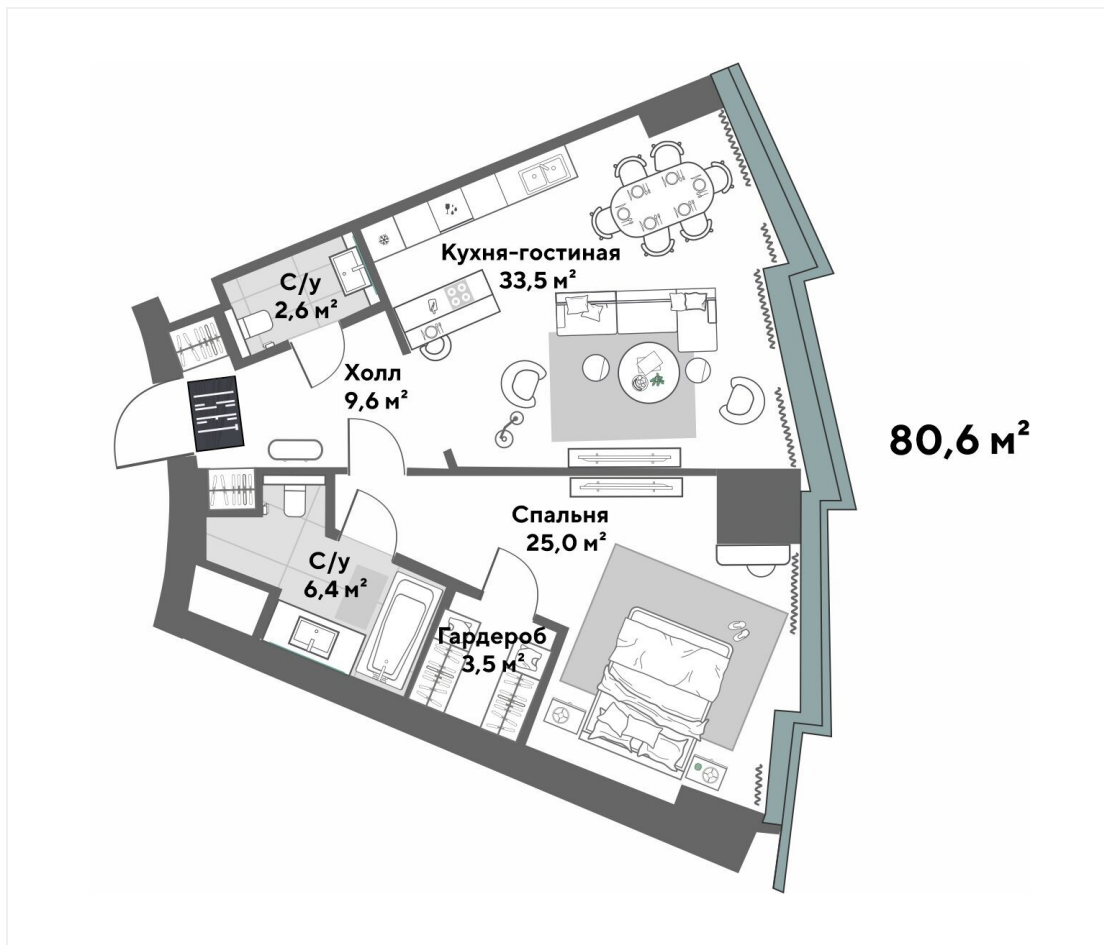 Кухня-гостиная
33,5 м²
С/у
2,6 м²
Холл
9,6 м²
80,6 м²
Спальня
25,0 м²
С/у
6,4 м²
Гардероб
3,5 м²